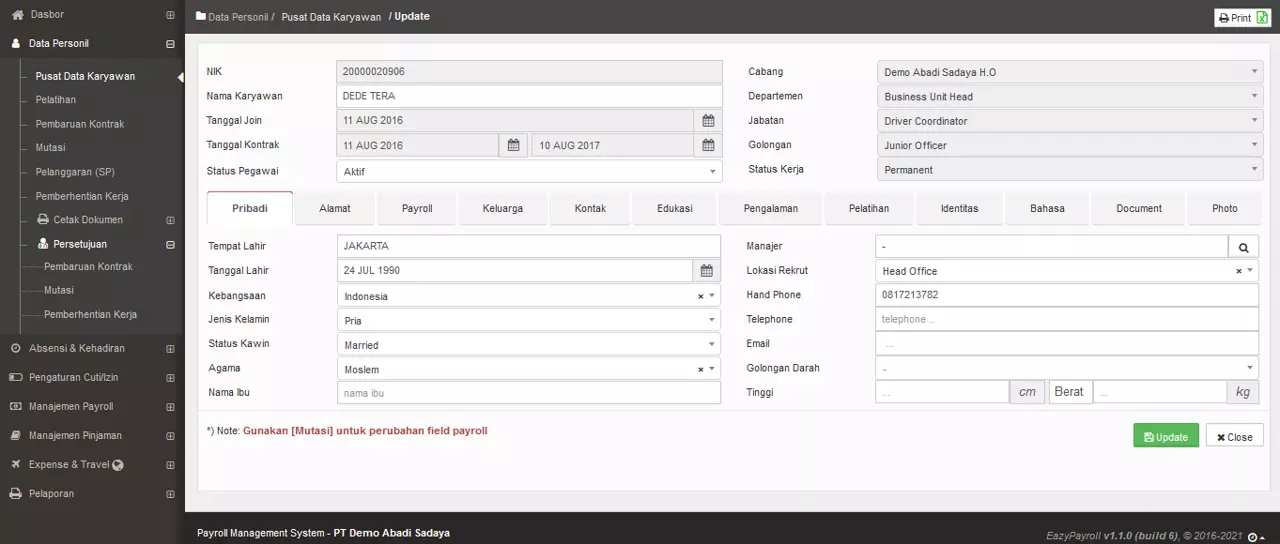 Dasbor
Data Personil
Pusat Data Karyawan
Pelatihan
Pembaruan Kontrak
Mutasi
Pelanggaran (SP)
Pemberhentian Kerja
Cetak Dokumen
Persetujuan
Pembaruan Kontrak
Mutasi
Pemberhentian Kerja
Absensi & Kehadiran
Pengaturan Cuti/Izin
Manajemen Payroll
Manajemen Pinjaman
Expense & Travel
Pelaporan
Data Personil / Pusat Data Karyawan / Update
Print
NIK 20000020906
Nama Karyawan DEDE TERA
Tanggal Join 11 AUG 2016
Tanggal Kontrak 11 AUG 2016 10 AUG 2017
Status Pegawai Aktif
Cabang Demo Abadi Sadaya H.O
Departemen Business Unit Head
Jabatan Driver Coordinator
Golongan Junior Officer
Status Kerja Permanent
Pribadi Alamat Payroll Keluarga Kontak Edukasi Pengalaman Pelatihan Identitas Bahasa Document Photo
Tempat Lahir JAKARTA
Tanggal Lahir 24 JUL 1990
Kebangsaan Indonesia ×
Jenis Kelamin Pria
Status Kawin Married
Agama Moslem ×
Nama Ibu nama ibu
Manajer -
Lokasi Rekrut Head Office ×
Hand Phone 0817213782
Telephone telephone ..
Email ...
Golongan Darah -
Tinggi ... cm Berat ... kg
*) Note: Gunakan [Mutasi] untuk perubahan field payroll
Update
Close
Payroll Management System - PT Demo Abadi Sadaya
EazyPayroll v1.1.0 (build 6), © 2016-2021